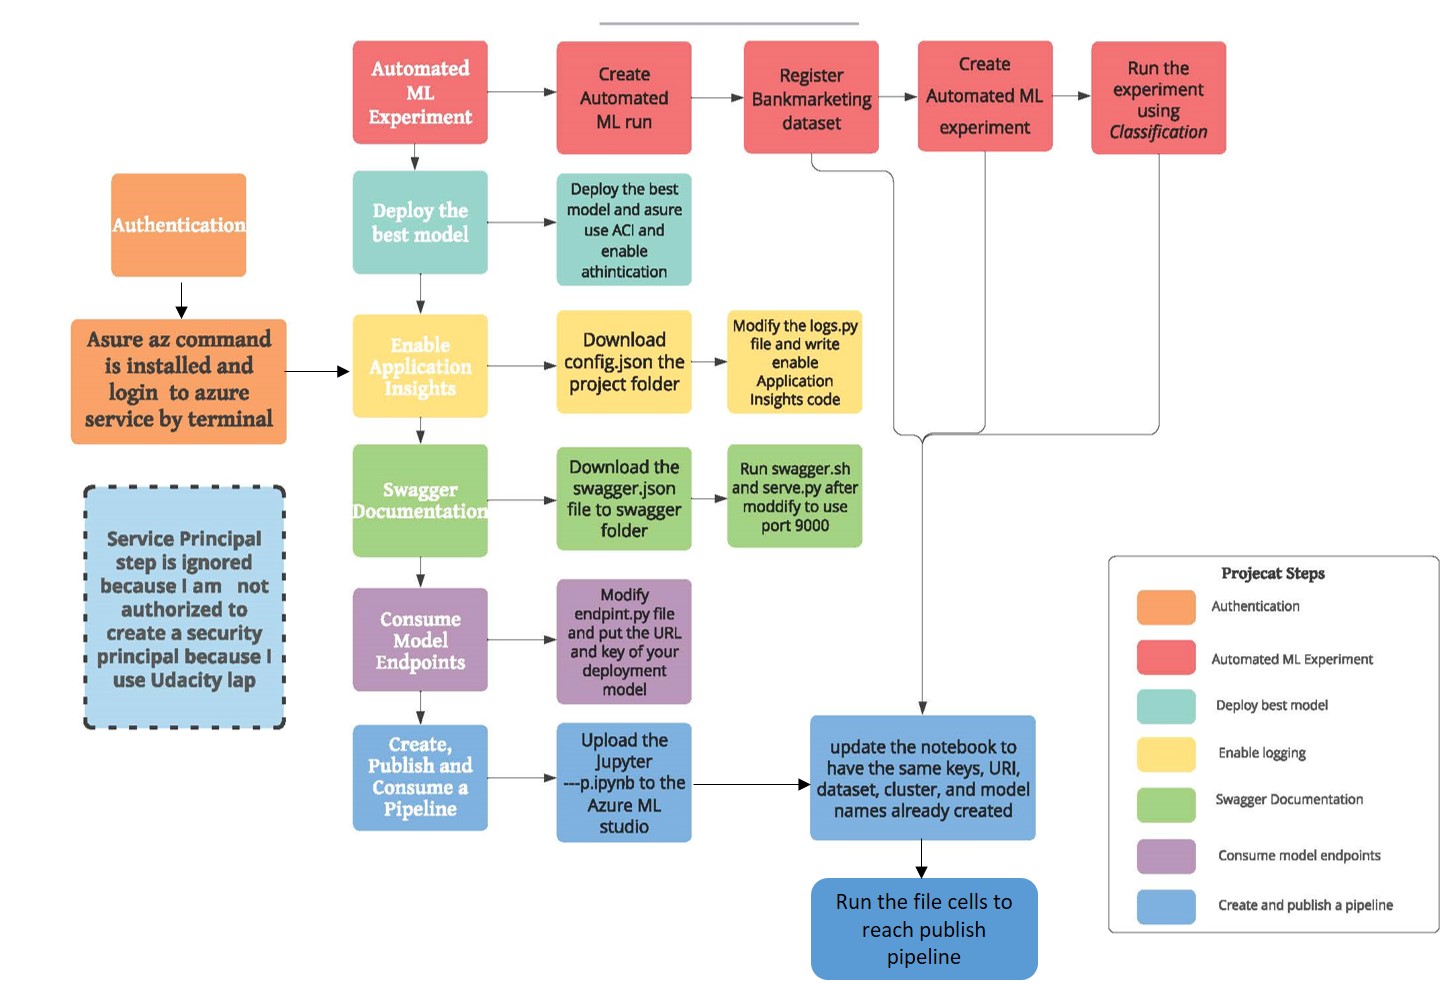 Automated
ML
Experiment
Create
Automated
ML run
Register
Bankmarketing
dataset
Create
Automated ML
experiment
Run the
experiment
using
Classification
Authentication
Deploy the
best model
Deploy the best
model and asure
use ACI and
enable
athintication
Asure az command
is installed and
login to azure
service by terminal
Enable
Application
Insights
Download
config.json the
project folder
Modify the logs.py
file and write
enable
Application
Insights code
Swagger
Documentation
Download the
swagger.json
file to swagger
folder
Run swagger.sh
and serve.py after
moddify to use
port 9000
Service Principal
step is ignored
because I am not
authorized to
create a security
principal because I
use Udacity lap
Consume
Model
Endpoints
Modify
endpint.py file
and put the URL
and key of your
deployment
model
Create,
Publish and
Consume a
Pipeline
Upload the
Jupyter
---p.ipynb to the
Azure ML
studio
update the notebook to
have the same keys, URI,
dataset, cluster, and model
names already created
Run the file cells to
reach publish
pipeline
Projecat Steps
Authentication
Automated ML Experiment
Deploy best model
Enable logging
Swagger Documentation
Consume model endpoints
Create and publish a pipeline